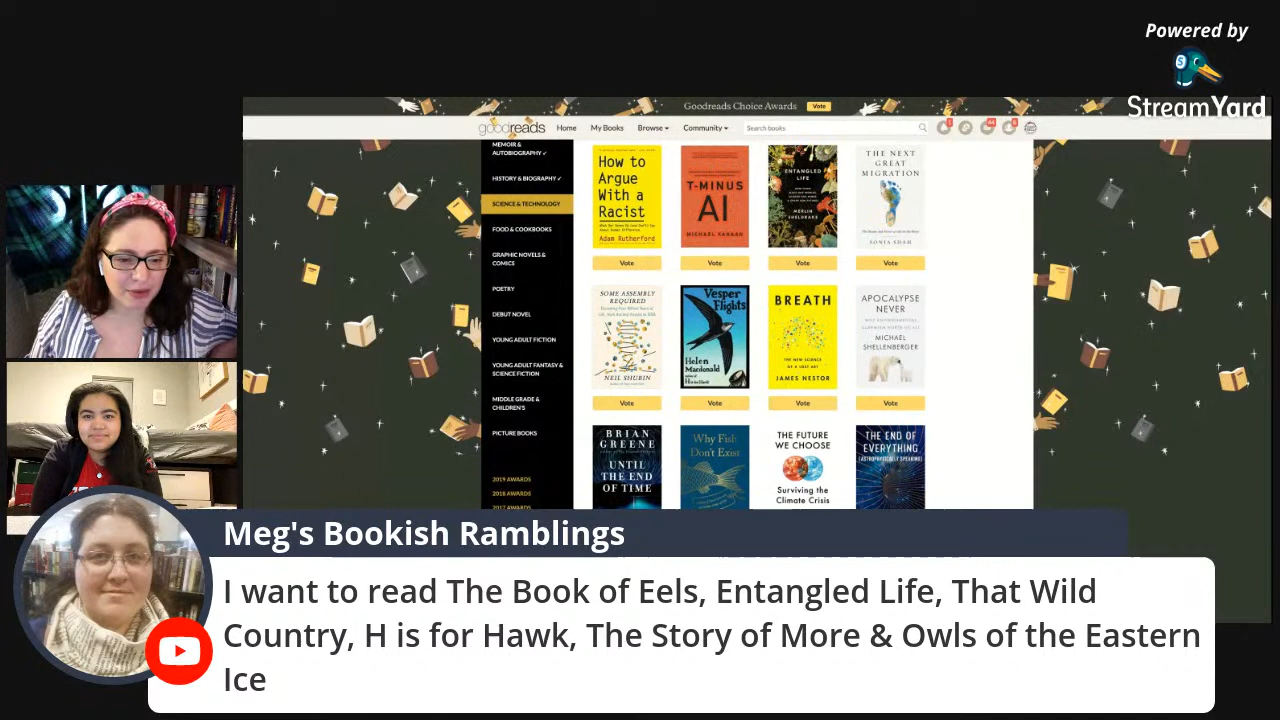 Powered by
StreamYard
Goodreads Choice Awards Vote
goodreads Home My Books Browse Community Search books
MEMOIR &
AUTOBIOGRAPHY ✓
HISTORY & BIOGRAPHY ✓
SCIENCE & TECHNOLOGY
FOOD & COOKBOOKS
GRAPHIC NOVELS &
COMICS
POETRY
DEBUT NOVEL
YOUNG ADULT FICTION
YOUNG ADULT FANTASY &
SCIENCE FICTION
MIDDLE GRADE &
CHILDREN'S
PICTURE BOOKS
2019 AWARDS
2018 AWARDS
2017 AWARDS
How to
Argue
With a
Racist
Adam Rutherford
T-MINUS
AI
MICHAEL KANAAN
ENTANGLED
LIFE
MERLIN
SHELDRAKE
THE NEXT
GREAT
MIGRATION
SONIA SHAH
Vote Vote Vote Vote
SOME ASSEMBLY
REQUIRED
NEIL SHUBIN
Vesper
Flights
Helen
Macdonald
BREATH
THE NEW SCIENCE
OF A LOST ART
JAMES NESTOR
APOCALYPSE
NEVER
MICHAEL
SHELLENBERGER
Vote Vote Vote Vote
BRIAN
GREENE
UNTIL
THE END
OF TIME
Why Fish
Don't Exist
THE FUTURE
WE CHOOSE
Surviving the
Climate Crisis
THE END OF
EVERYTHING
(ASTROPHYSICALLY SPEAKING)
Meg's Bookish Ramblings
I want to read The Book of Eels, Entangled Life, That Wild
Country, H is for Hawk, The Story of More & Owls of the Eastern
Ice